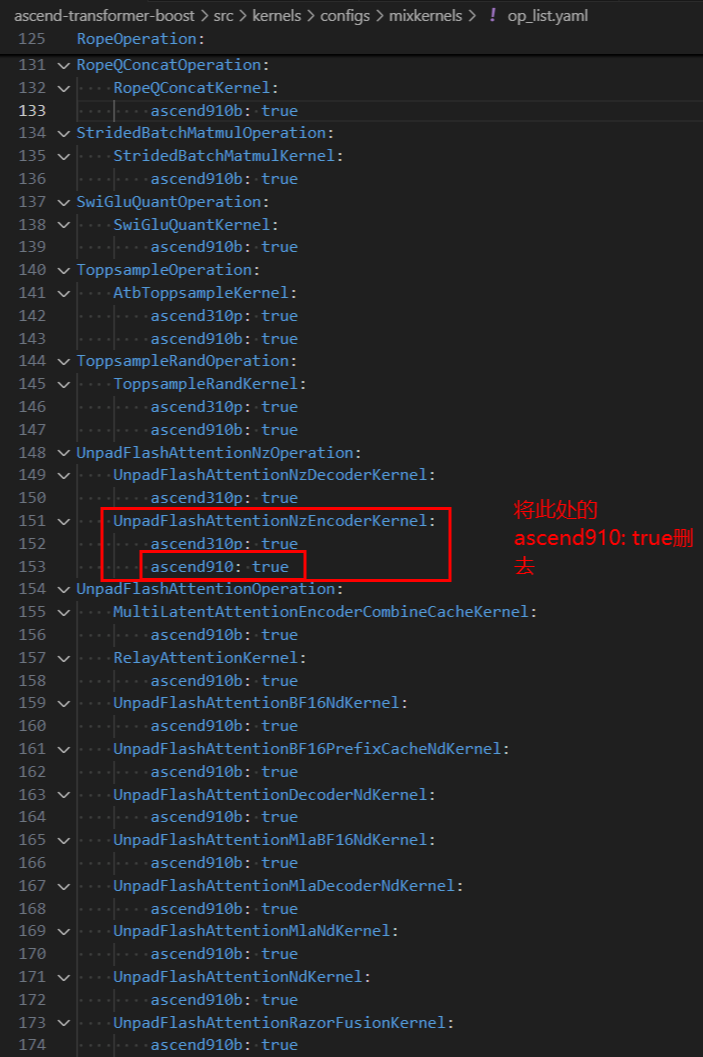 ascend-transformer-boost > src > kernels > configs > mixkernels > ! op_list.yaml
125 RopeOperation:
131 RopeQConcatOperation:
132 RopeQConcatKernel:
133 ascend910b: true
134 StridedBatchMatmulOperation:
135 StridedBatchMatmulKernel:
136 ascend910b: true
137 SwiGluQuantOperation:
138 SwiGluQuantKernel:
139 ascend910b: true
140 ToppsampleOperation:
141 AtbToppsampleKernel:
142 ascend310p: true
143 ascend910b: true
144 ToppsampleRandOperation:
145 ToppsampleRandKernel:
146 ascend310p: true
147 ascend910b: true
148 UnpadFlashAttentionNzOperation:
149 UnpadFlashAttentionNzDecoderKernel:
150 ascend310p: true
151 UnpadFlashAttentionNzEncoderKernel:
152 ascend310p: true
153 ascend910: true
将此处的
ascend910: true删
去
154 UnpadFlashAttentionOperation:
155 MultiLatentAttentionEncoderCombineCacheKernel:
156 ascend910b: true
157 RelayAttentionKernel:
158 ascend910b: true
159 UnpadFlashAttentionBF16NdKernel:
160 ascend910b: true
161 UnpadFlashAttentionBF16PrefixCacheNdKernel:
162 ascend910b: true
163 UnpadFlashAttentionDecoderNdKernel:
164 ascend910b: true
165 UnpadFlashAttentionMlaBF16NdKernel:
166 ascend910b: true
167 UnpadFlashAttentionMlaDecoderNdKernel:
168 ascend910b: true
169 UnpadFlashAttentionMlaNdKernel:
170 ascend910b: true
171 UnpadFlashAttentionNdKernel:
172 ascend910b: true
173 UnpadFlashAttentionRazorFusionKernel:
174 ascend910b: true